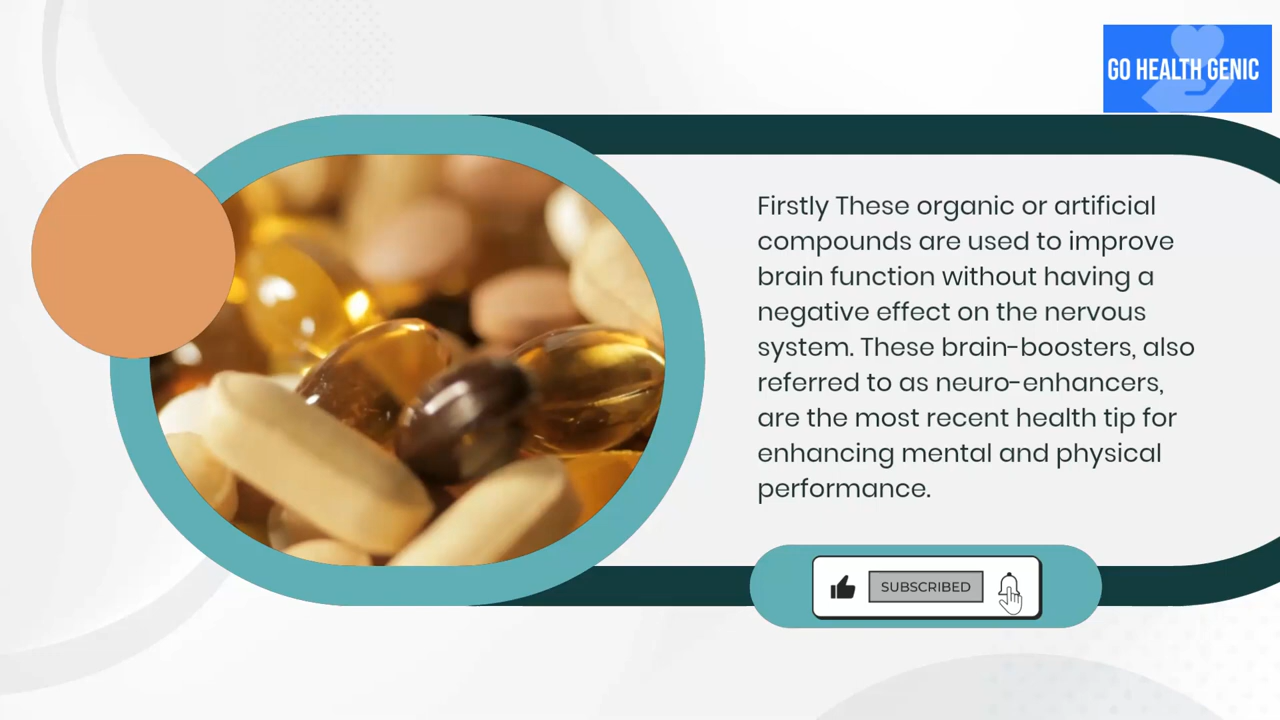 GO HEALTH GENIC
Firstly These organic or artificial
compounds are used to improve
brain function without having a
negative effect on the nervous
system. These brain-boosters, also
referred to as neuro-enhancers,
are the most recent health tip for
enhancing mental and physical
performance.
SUBSCRIBED